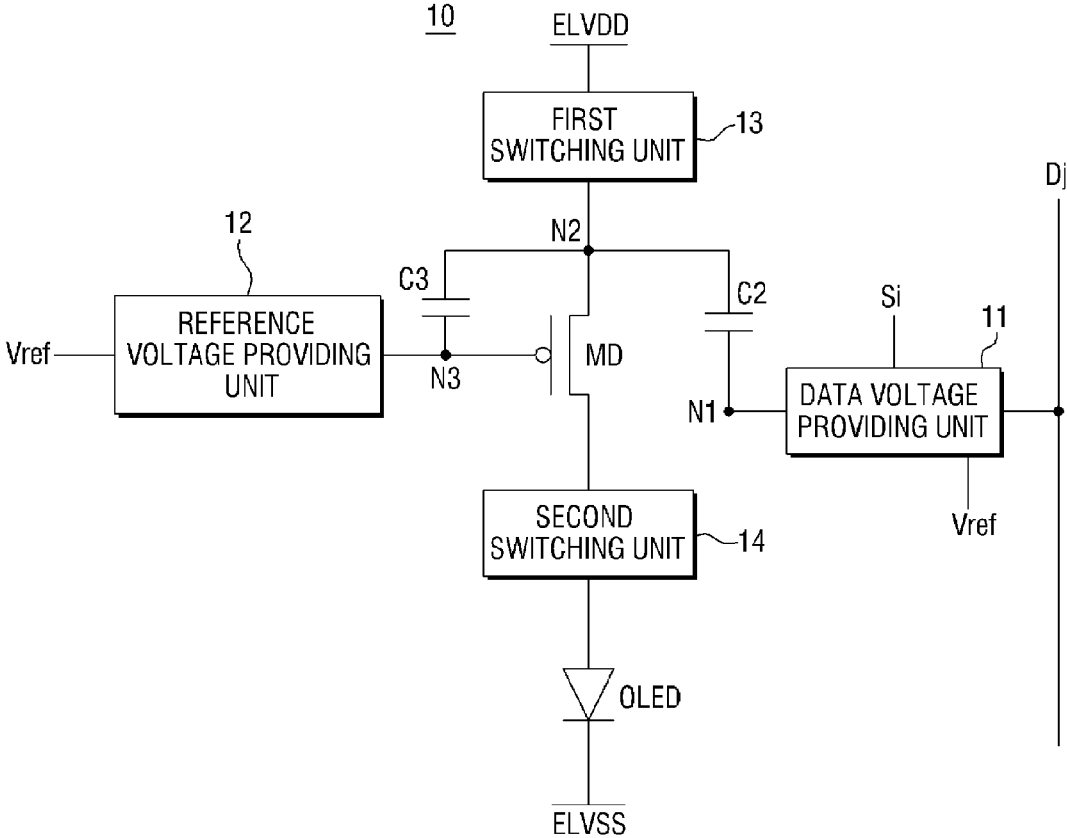 10
ELVDD
FIRST
SWITCHING UNIT
13
Dj
12
N2
C3
C2
Si
11
REFERENCE
VOLTAGE PROVIDING
UNIT
Vref
N3
MD
N1
DATA VOLTAGE
PROVIDING UNIT
Vref
SECOND
SWITCHING UNIT
14
OLED
ELVSS